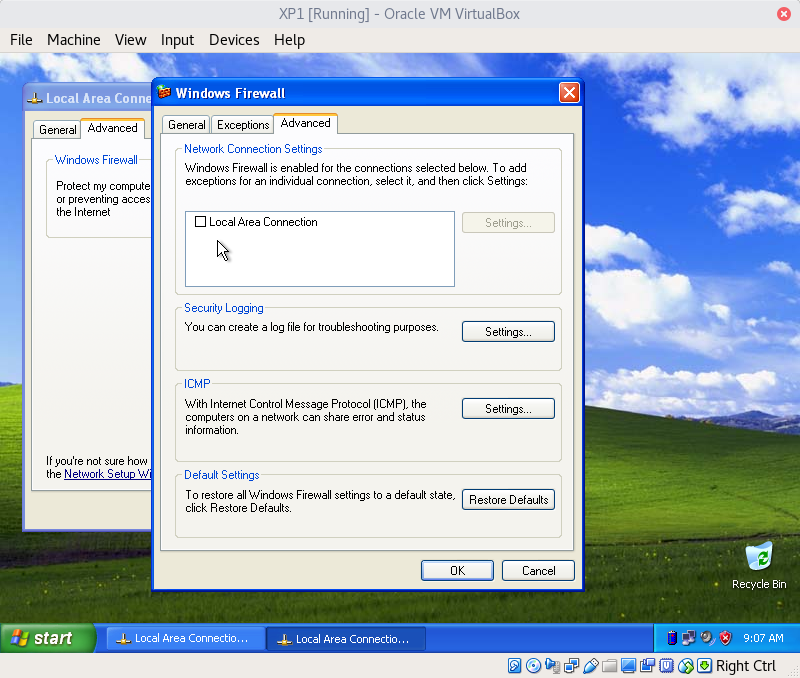 XP1 [Running] - Oracle VM VirtualBox
File Machine View Input Devices Help
Local Area Conne
General Advanced
Windows Firewall
Protect my compute
or preventing acces
the Internet
If you're not sure how
the Network Setup Wi
Windows Firewall
General Exceptions Advanced
Network Connection Settings
Windows Firewall is enabled for the connections selected below. To add
exceptions for an individual connection, select it, and then click Settings:
Local Area Connection
Settings...
Security Logging
You can create a log file for troubleshooting purposes.
Settings...
ICMP
With Internet Control Message Protocol (ICMP), the
computers on a network can share error and status
information.
Settings...
Default Settings
To restore all Windows Firewall settings to a default state,
click Restore Defaults.
Restore Defaults
OK Cancel
Recycle Bin
start Local Area Connectio... Local Area Connectio... 9:07 AM
Right Ctrl